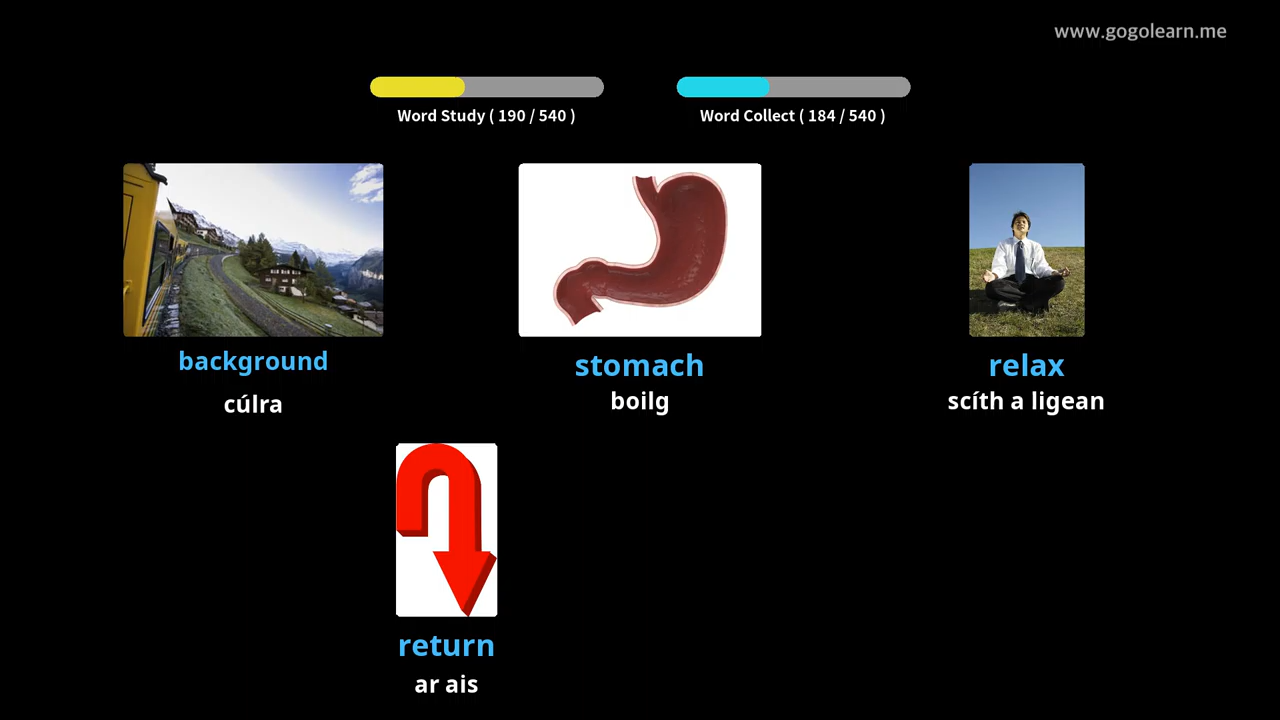 www.gogolearn.me
Word Study ( 190 / 540 )
Word Collect ( 184 / 540 )
background
cúlra
stomach
boilg
relax
scíth a ligean
return
ar ais